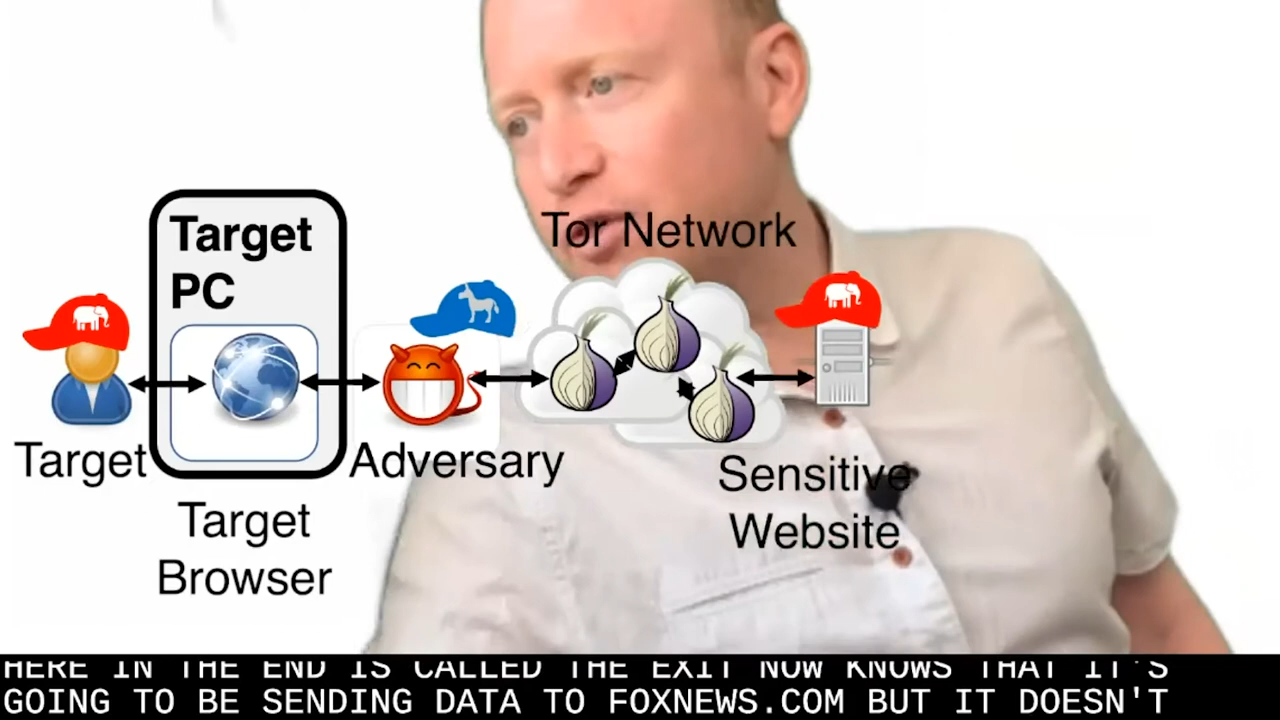 Target
PC
Tor Network
Target
Adversary
Sensitive
Website
Target
Browser
HERE IN THE END IS CALLED THE EXIT NOW KNOWS THAT IT'S
GOING TO BE SENDING DATA TO FOXNEWS.COM BUT IT DOESN'T